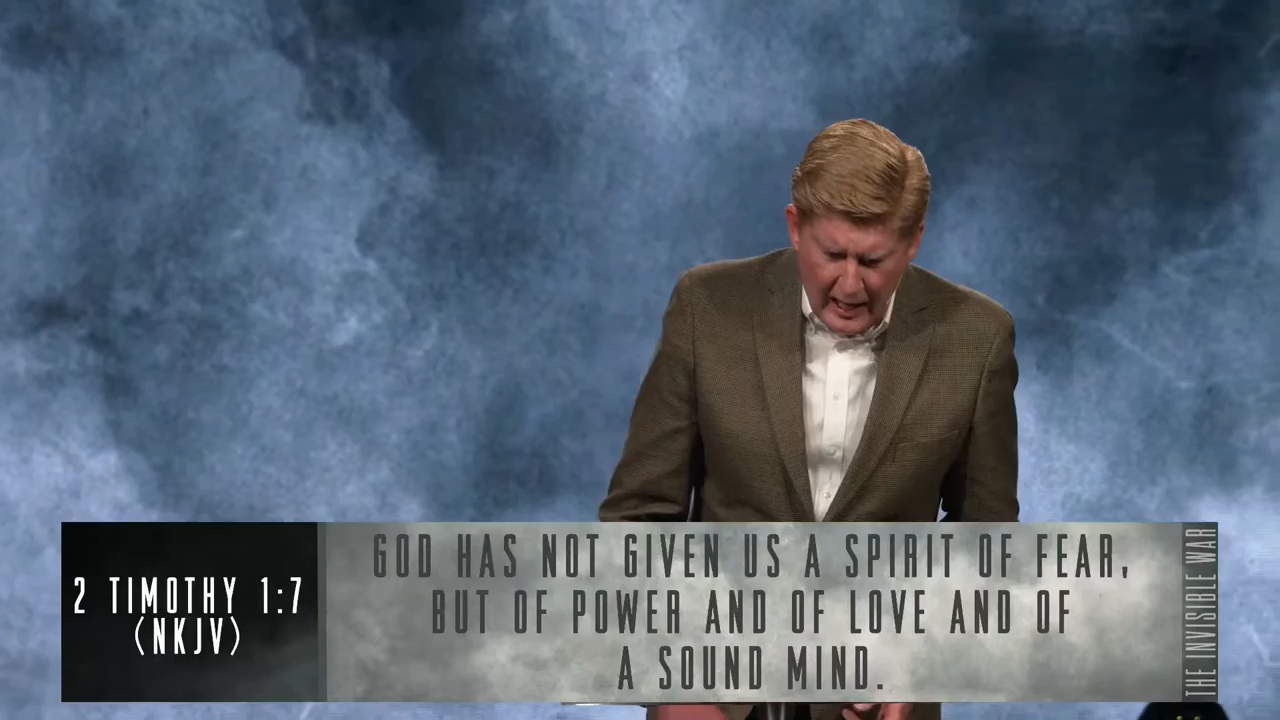 2 TIMOTHY 1:7
(NKJV)
GOD HAS NOT GIVEN US A SPIRIT OF FEAR,
BUT OF POWER AND OF LOVE AND OF
A SOUND MIND.
THE INVISIBLE WAR